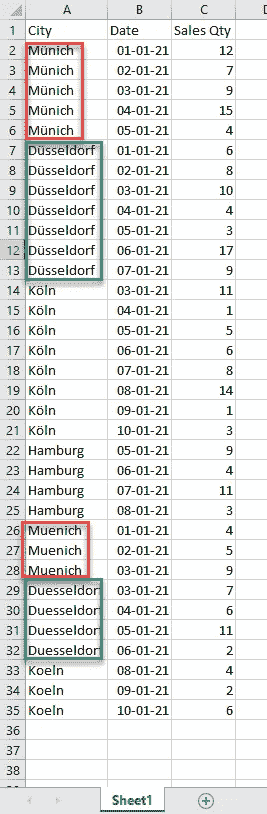 A B C D
1 City Date Sales Qty
2 Münich 01-01-21 12
3 Münich 02-01-21 7
4 Münich 03-01-21 9
5 Münich 04-01-21 15
6 Münich 05-01-21 4
7 Düsseldorf 01-01-21 6
8 Düsseldorf 02-01-21 8
9 Düsseldorf 03-01-21 10
10 Düsseldorf 04-01-21 4
11 Düsseldorf 05-01-21 3
12 Düsseldorf 06-01-21 17
13 Düsseldorf 07-01-21 9
14 Köln 03-01-21 11
15 Köln 04-01-21 1
16 Köln 05-01-21 5
17 Köln 06-01-21 6
18 Köln 07-01-21 8
19 Köln 08-01-21 14
20 Köln 09-01-21 1
21 Köln 10-01-21 3
22 Hamburg 05-01-21 9
23 Hamburg 06-01-21 4
24 Hamburg 07-01-21 11
25 Hamburg 08-01-21 3
26 Muenich 01-01-21 4
27 Muenich 02-01-21 5
28 Muenich 03-01-21 9
29 Duesseldorf 03-01-21 7
30 Duesseldorf 04-01-21 6
31 Duesseldorf 05-01-21 11
32 Duesseldorf 06-01-21 2
33 Koeln 08-01-21 4
34 Koeln 09-01-21 2
35 Koeln 10-01-21 6
36
37
38
Sheet1